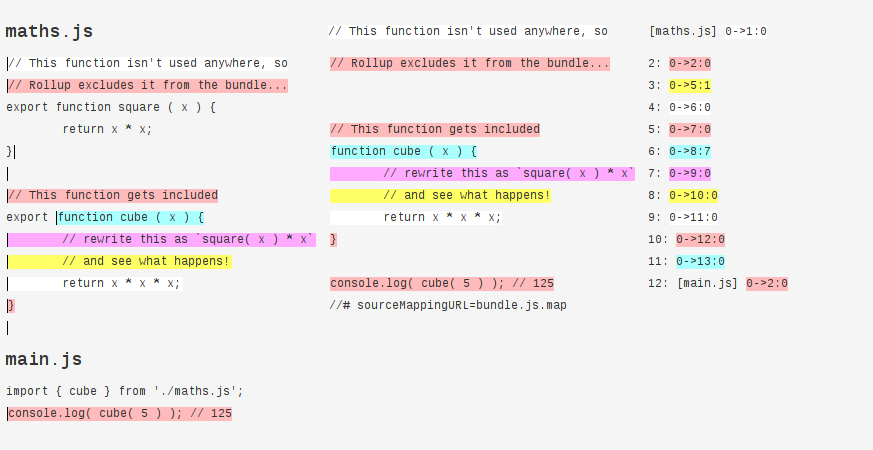 maths.js
// This function isn't used anywhere, so
// Rollup excludes it from the bundle...
export function square ( x ) {
return x * x;
}
// This function gets included
export function cube ( x ) {
// rewrite this as `square( x ) * x`
// and see what happens!
return x * x * x;
}
main.js
import { cube } from './maths.js';
console.log( cube( 5 ) ); // 125
// This function isn't used anywhere, so
// Rollup excludes it from the bundle...
// This function gets included
function cube ( x ) {
// rewrite this as `square( x ) * x`
// and see what happens!
return x * x * x;
}
console.log( cube( 5 ) ); // 125
//# sourceMappingURL=bundle.js.map
[maths.js] 0->1:0
2: 0->2:0
3: 0->5:1
4: 0->6:0
5: 0->7:0
6: 0->8:7
7: 0->9:0
8: 0->10:0
9: 0->11:0
10: 0->12:0
11: 0->13:0
12: [main.js] 0->2:0